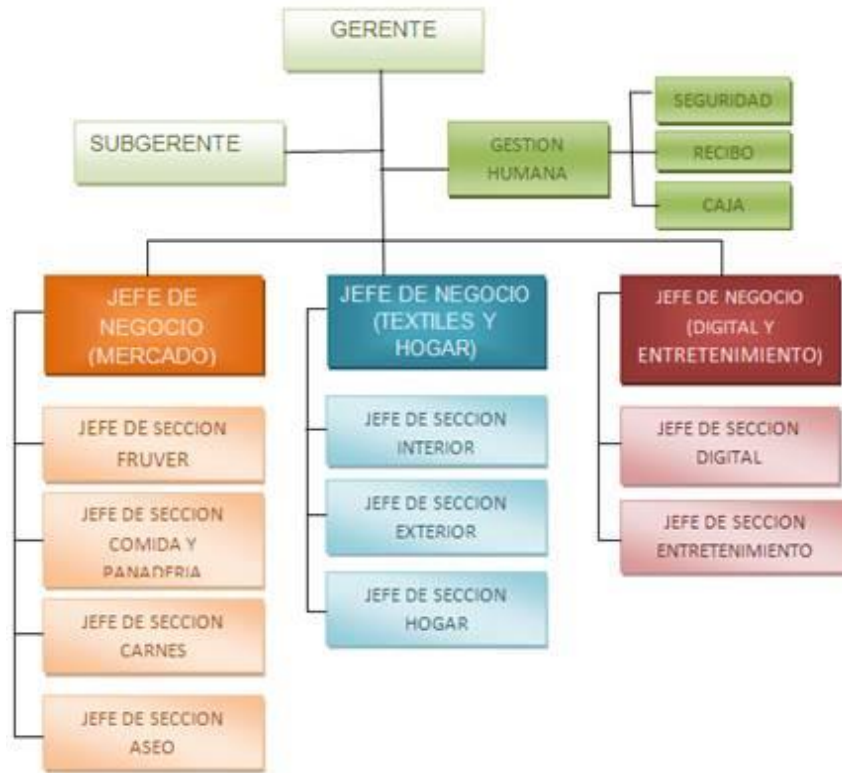 GERENTE
SUBGERENTE
GESTION
HUMANA
SEGURIDAD
RECIBO
CAJA
JEFE DE
NEGOCIO
(MERCADO)
JEFE DE SECCION
FRUVER
JEFE DE SECCION
COMIDA Y
PANADERIA
JEFE DE SECCION
CARNES
JEFE DE SECCION
ASEO
JEFE DE NEGOCIO
(TEXTILES Y
HOGAR)
JEFE DE SECCION
INTERIOR
JEFE DE SECCION
EXTERIOR
JEFE DE SECCION
HOGAR
JEFE DE NEGOCIO
(DIGITAL Y
ENTRETENIMIENTO)
JEFE DE SECCION
DIGITAL
JEFE DE SECCION
ENTRETENIMIENTO